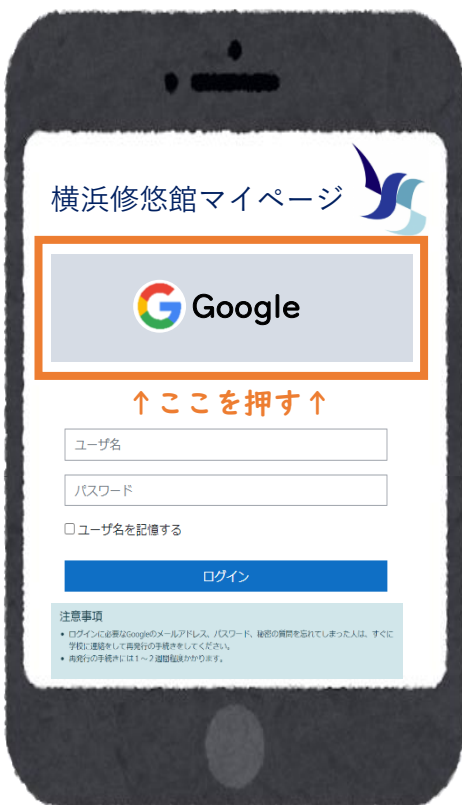 横浜修悠館マイページ
Google
↑ここを押す↑
ユーザ名
パスワード
ユーザ名を記憶する
ログイン
注意事項
• ログインに必要なGoogleのメールアドレス、パスワード、秘密の質問を忘れてしまった人は、すぐに
学校に連絡をして再発行の手続きをしてください。
• 再発行の手続きには1～2週間程度かかります。